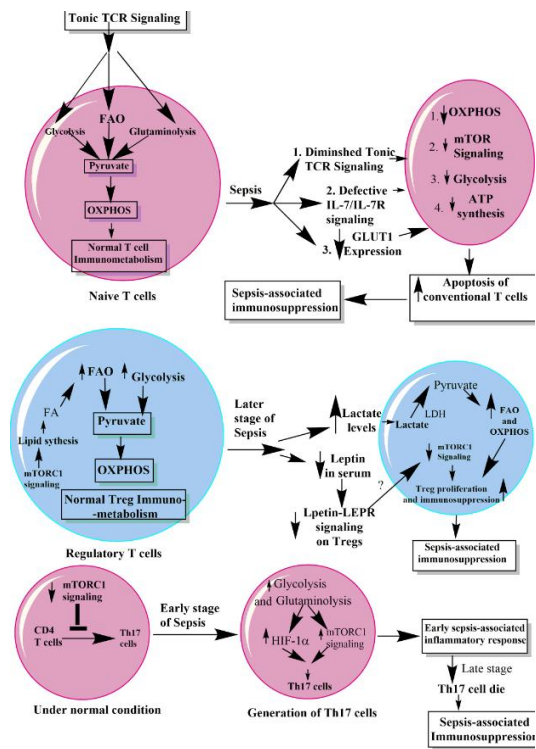 Tonic TCR Signaling
Glycolysis
FAO
Glutaminolysis
Pyruvate
OXPHOS
Normal T cell
Immunometabolism
Naive T cells
Sepsis
1. Diminshed Tonic
TCR Signaling
2. Defective
IL-7/IL-7R
signaling
3.
GLUT1
Expression
1. OXPHOS
2. mTOR
Signaling
3. Glycolysis
4. ATP
synthesis
Apoptosis of
conventional T cells
Sepsis-associated
immunosuppression
FAO
Glycolysis
FA
Lipid sythesis
mTORC1
signaling
Pyruvate
OXPHOS
Normal Treg Immuno-
-metabolism
Regulatory T cells
Later
stage of
Sepsis
Lactate
levels
Leptin
in serum
Lpetin-LEPR
signaling
on Tregs
?
Pyruvate
LDH
Lactate
FAO
and
OXPHOS
mTORC1
Signaling
Treg proliferation
and immunosuppression
Sepsis-associated
immunosuppression
mTORC1
signaling
CD4
T cells
Th17
cells
Under normal condition
Early stage
of Sepsis
Glycolysis
and Glutaminolysis
HIF-1α
mTORC1
signaling
Th17 cells
Generation of Th17 cells
Early sepsis-associated
inflammatory response
Late stage
Th17 cell die
Sepsis-associated
Immunosuppression